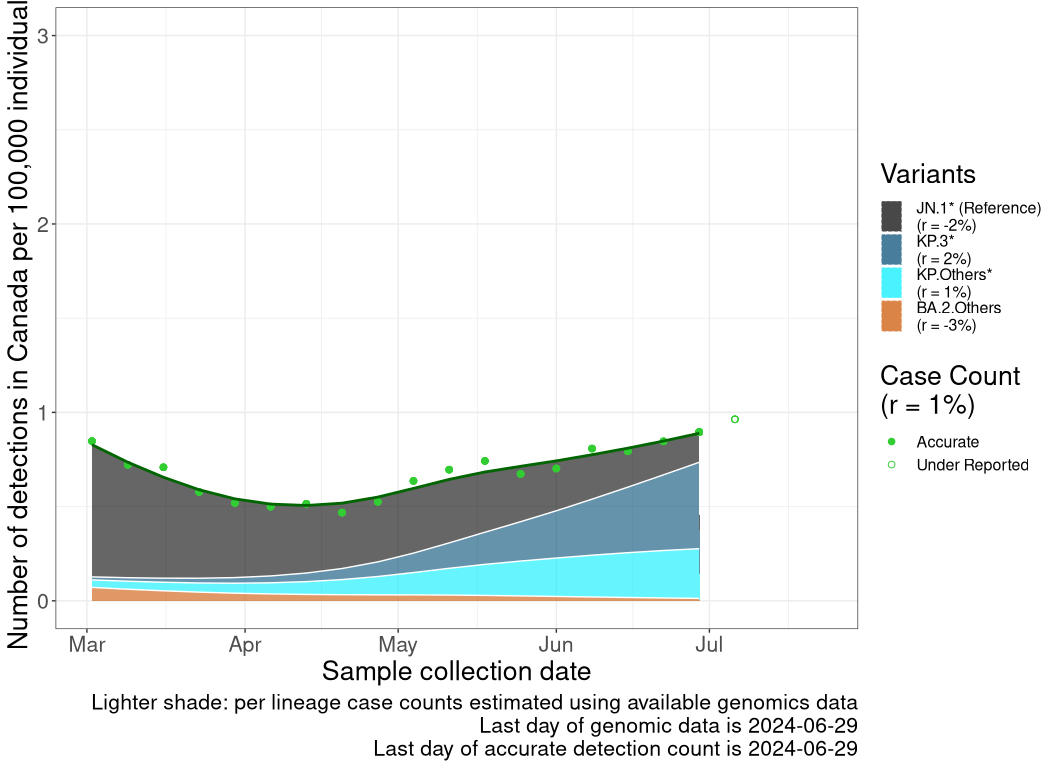 Number of detections in Canada per 100,000 individual
3
2
1
0
Mar
Apr
May
Jun
Jul
Sample collection date
Lighter shade: per lineage case counts estimated using available genomics data
Last day of genomic data is 2024-06-29
Last day of accurate detection count is 2024-06-29
Variants
JN.1* (Reference)
(r = -2%)
KP.3*
(r = 2%)
KP.Others*
(r = 1%)
BA.2.Others
(r = -3%)
Case Count
(r = 1%)
Accurate
Under Reported